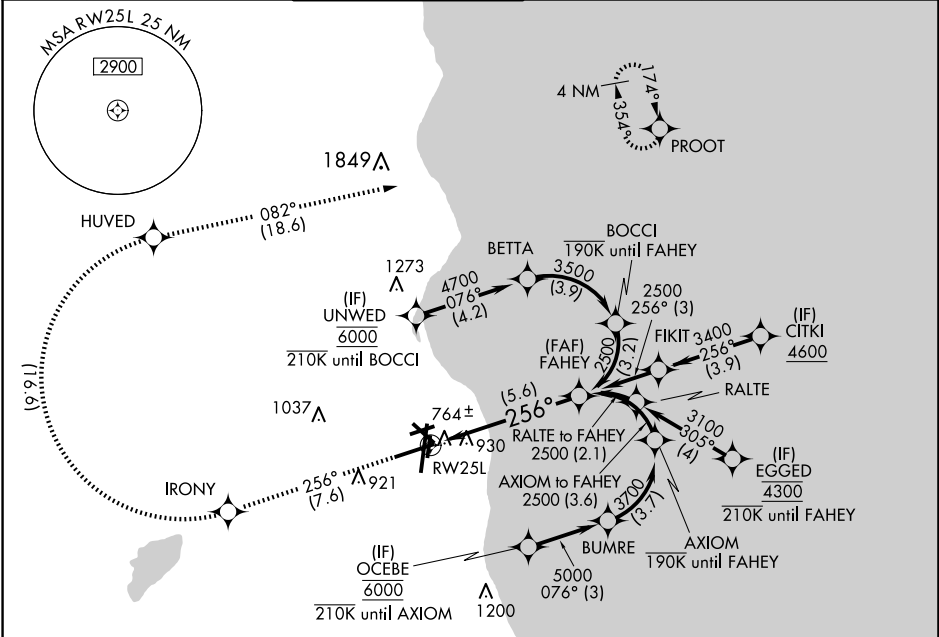 MSA RW25L 25 NM
2900
4 NM
174°
354°
PROOT
1849
HUVED
082°
(18.6)
BOCCI
190K until FAHEY
BETTA
1273
4700
076°
(4.2)
3500
(3.9)
(IF)
UNWED
6000
210K until BOCCI
2500
256° (3)
(IF)
CITKI
4600
FIKIT
3400
256°
(3.9)
(FAF)
FAHEY
2500
(3.2)
(16.6)
(5.6)
256°
RALTE
1037
764±
930
RW25L
RALTE to FAHEY
2500 (2.1)
3100
305°
(4)
(IF)
EGGED
4300
210K until FAHEY
AXIOM to FAHEY
2500 (3.6)
256°
(7.6)
921
IRONY
3700
(3.7)
BUMRE
AXIOM
190K until FAHEY
(IF)
OCEBE
6000
210K until AXIOM
5000
076° (3)
1200